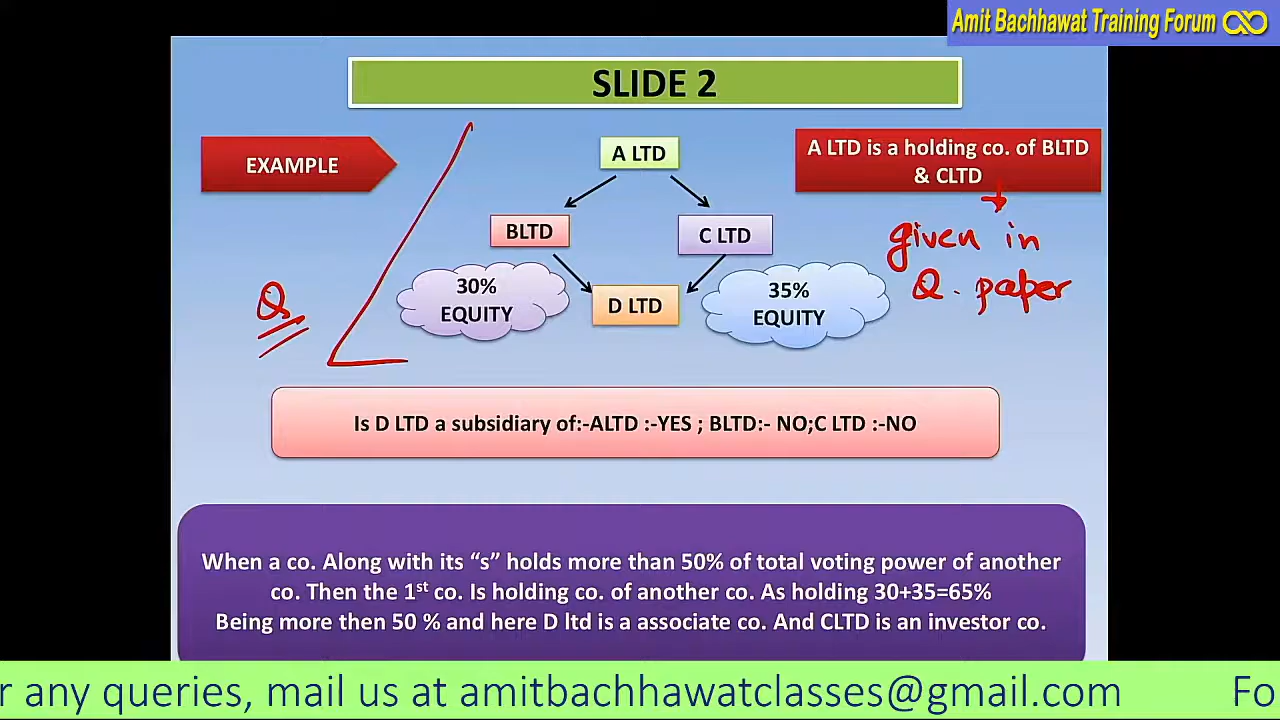 Amit Bachhawat Training Forum
SLIDE 2
EXAMPLE
A LTD
A LTD is a holding co. of BLTD
& CLTD
BLTD
C LTD
given in
Q. paper
Q
30%
EQUITY
D LTD
35%
EQUITY
Is D LTD a subsidiary of:-ALTD :-YES ; BLTD:- NO;C LTD :-NO
When a co. Along with its “s” holds more than 50% of total voting power of another
co. Then the 1st co. Is holding co. of another co. As holding 30+35=65%
Being more then 50 % and here D ltd is a associate co. And CLTD is an investor co.
r any queries, mail us at amitbachhawatclasses@gmail.com
Fo